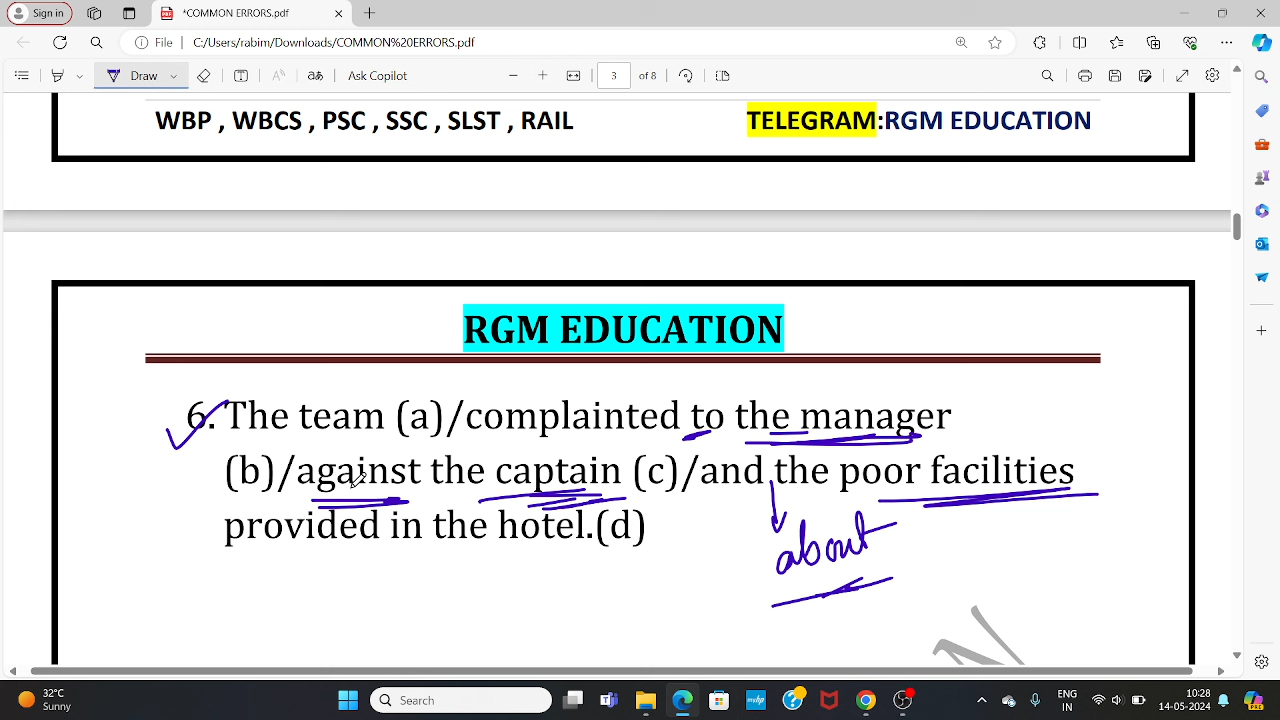 Sign in
*COMMON ERRORS.pdf
File
C:/Users/rabim/Downloads/COMMON%20ERRORS.pdf
Draw
Ask Copilot
3 of 8
WBP , WBCS , PSC , SSC , SLST , RAIL
TELEGRAM:RGM EDUCATION
RGM EDUCATION
6. The team (a)/complainted to the manager
(b)/against the captain (c)/and the poor facilities
provided in the hotel.(d)
about
N
32°C
Sunny
Search
ENG
IN
10:28
14-05-2024